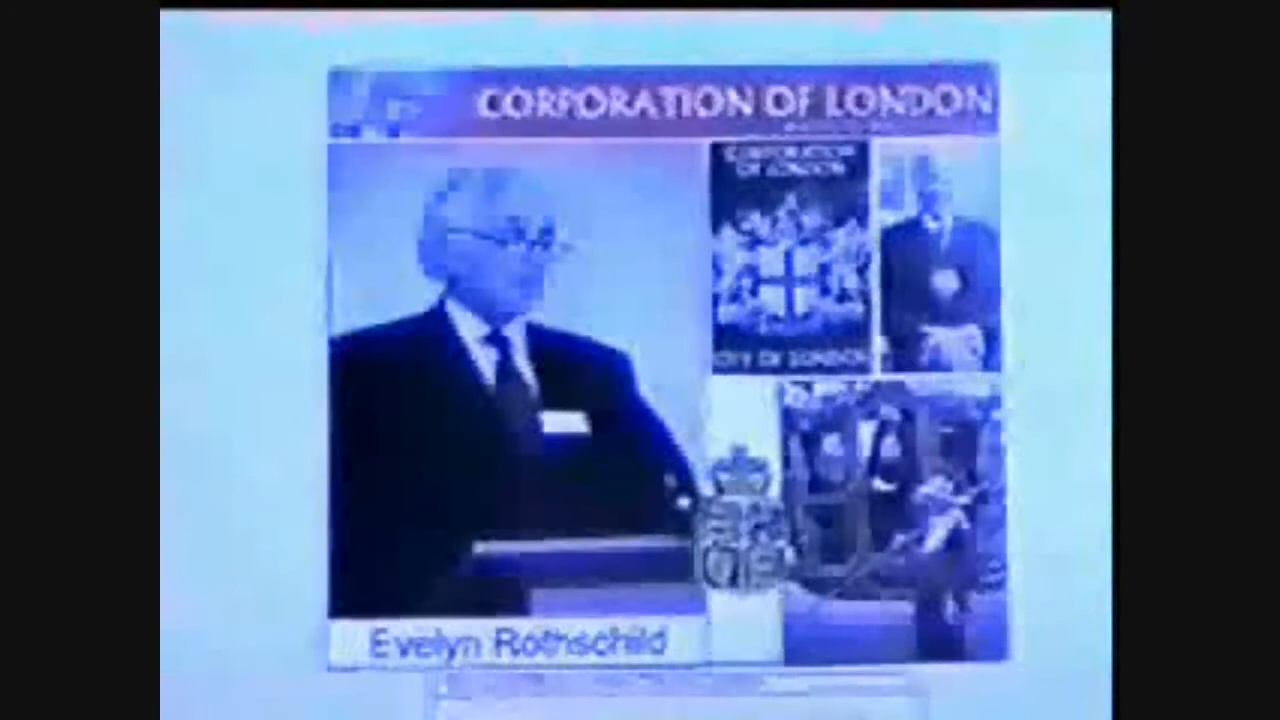 CORPORATION OF LONDON
CORPORATION
OF LONDON
CITY OF LONDON
Evelyn Rothschild